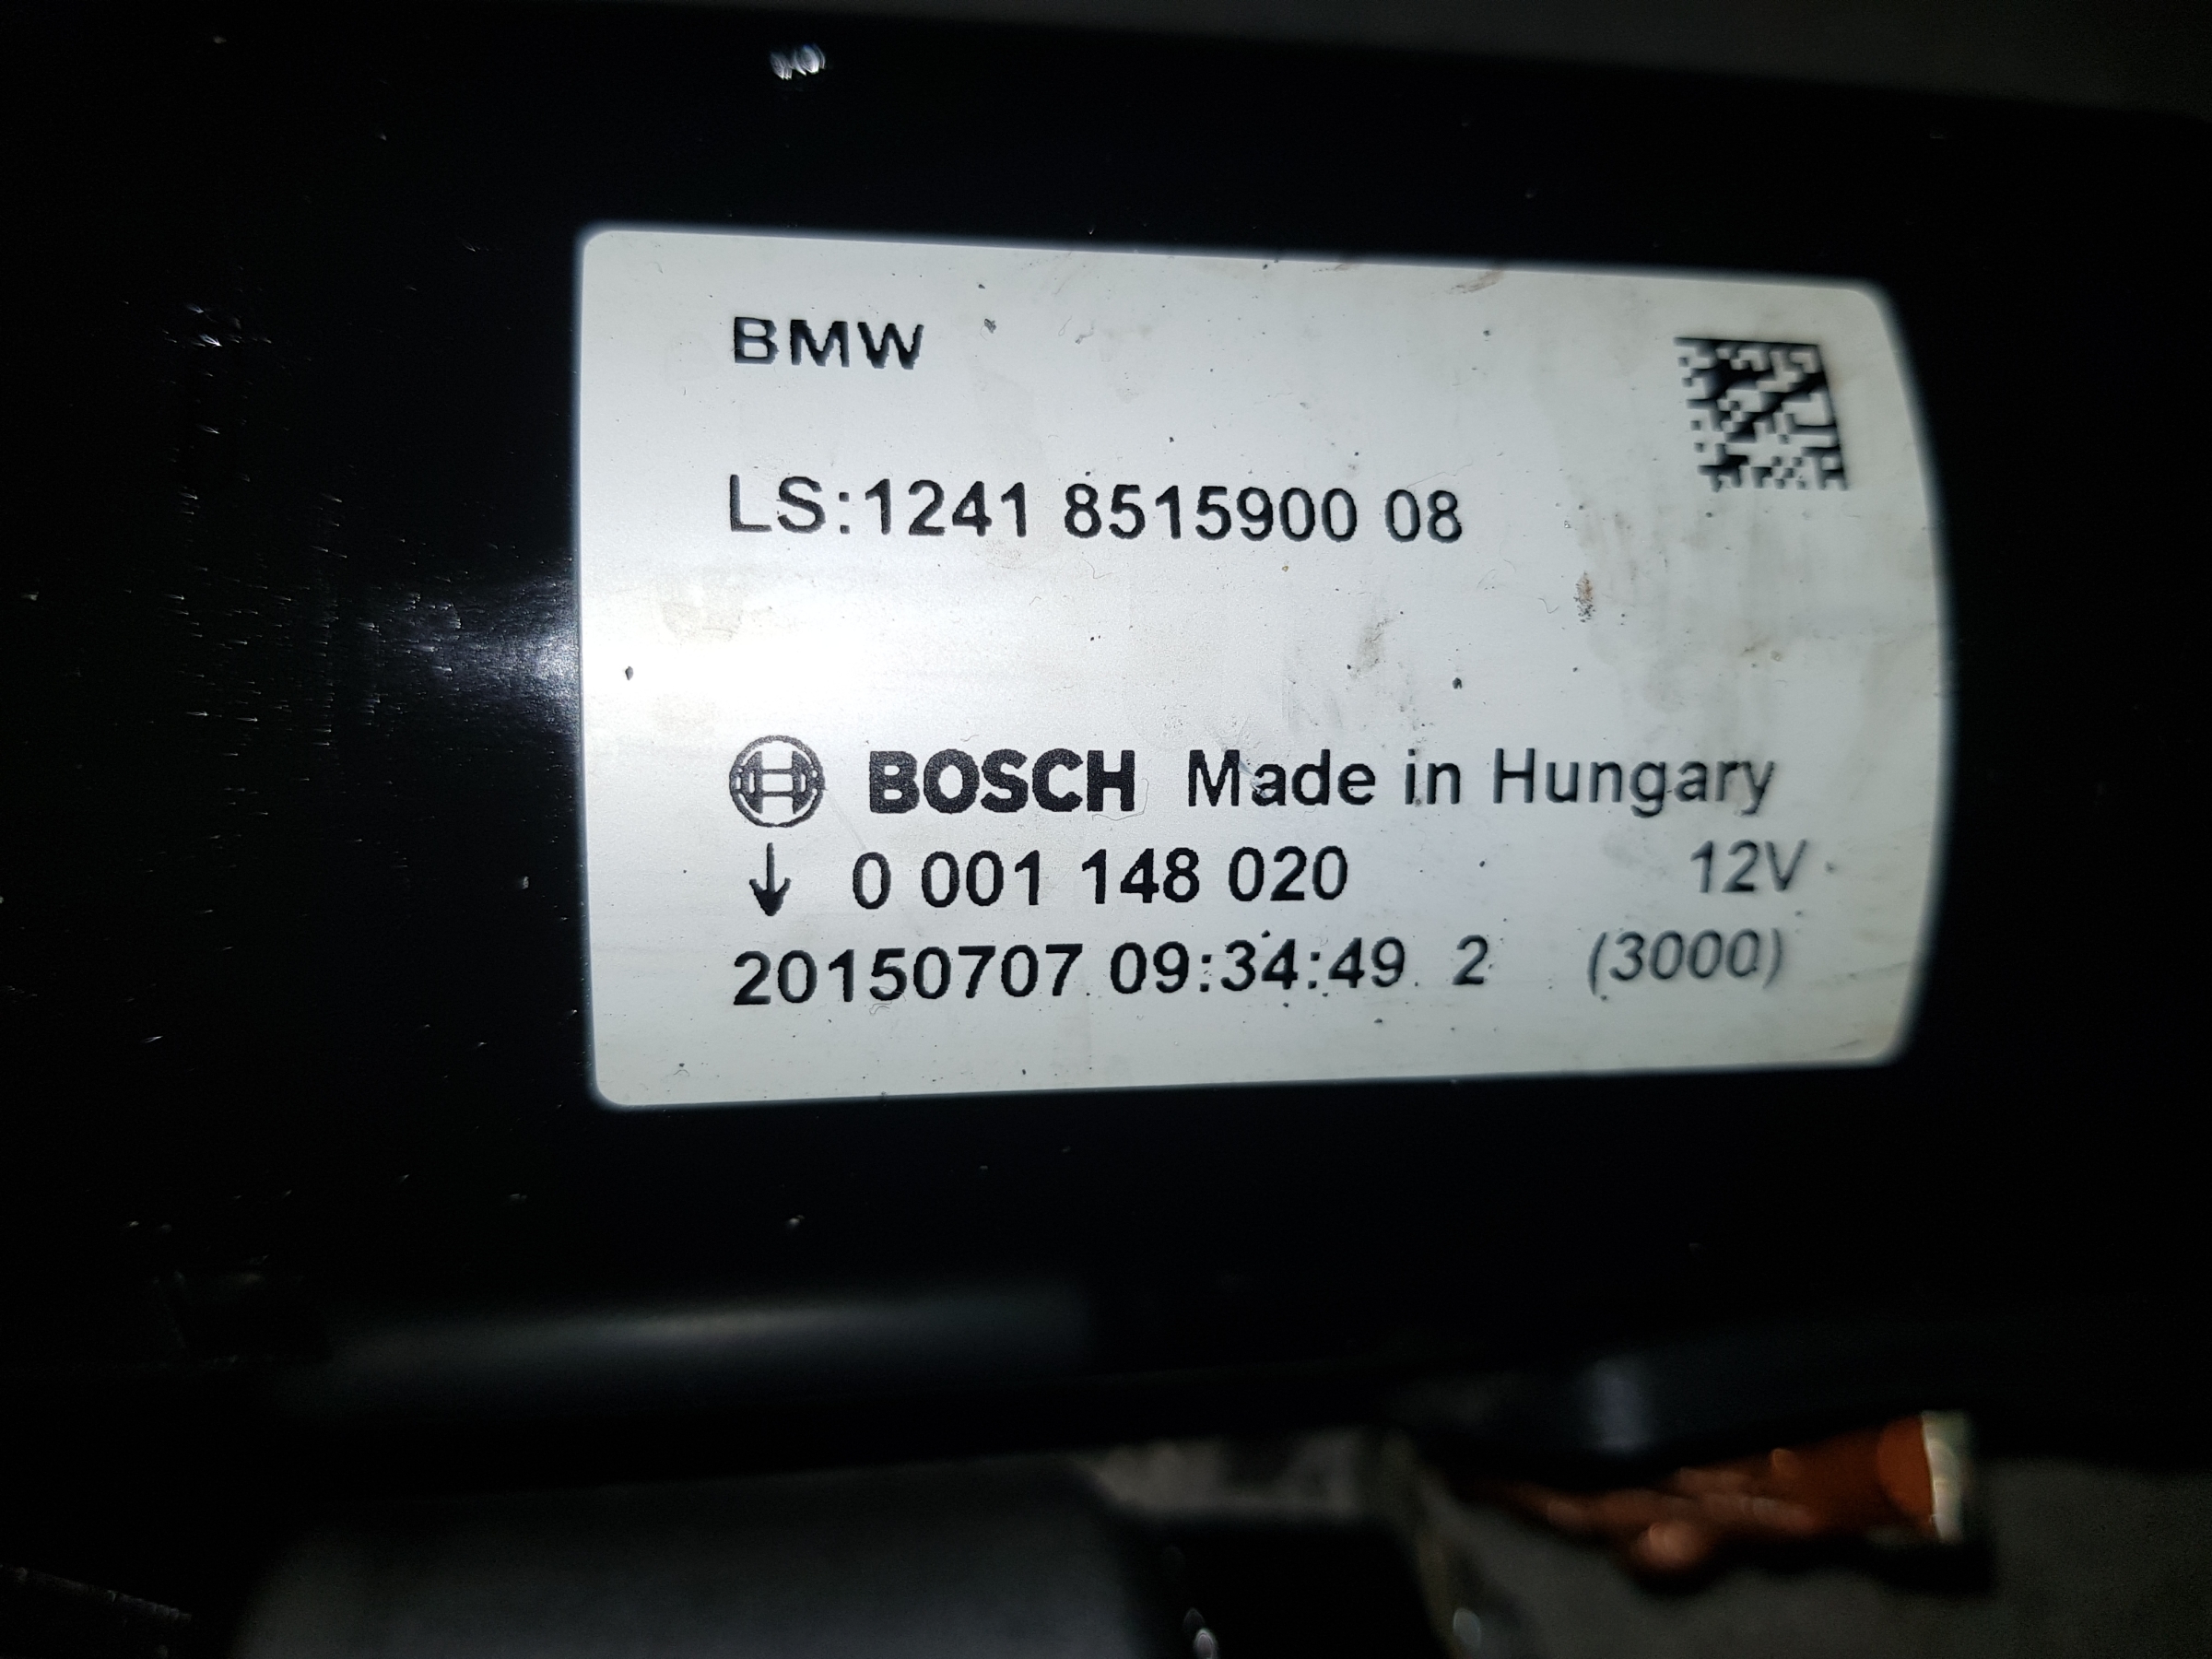 BMW
LS:1241 8515900 08
BOSCH Made in Hungary
↓ 0 001 148 020 12V
20150707 09:34:49 2 (3000)